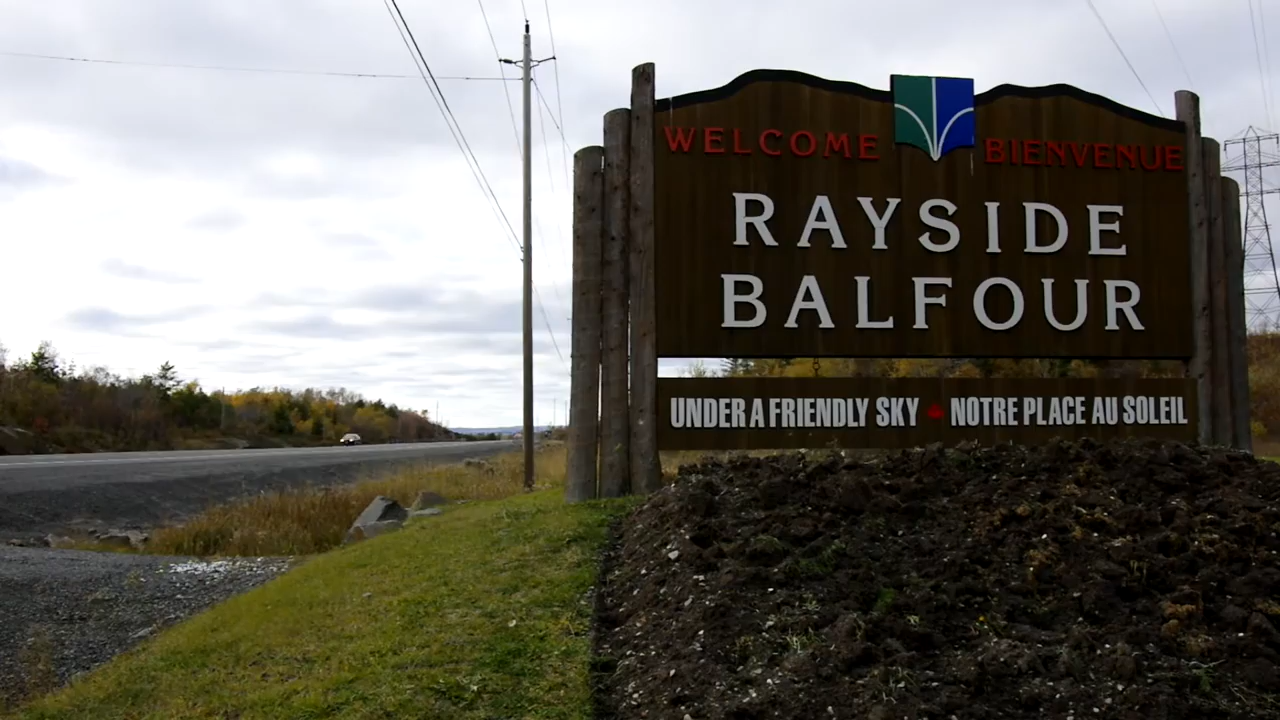 WELCOME BIENVENUE
RAYSIDE
BALFOUR
UNDER A FRIENDLY SKY NOTRE PLACE AU SOLEIL